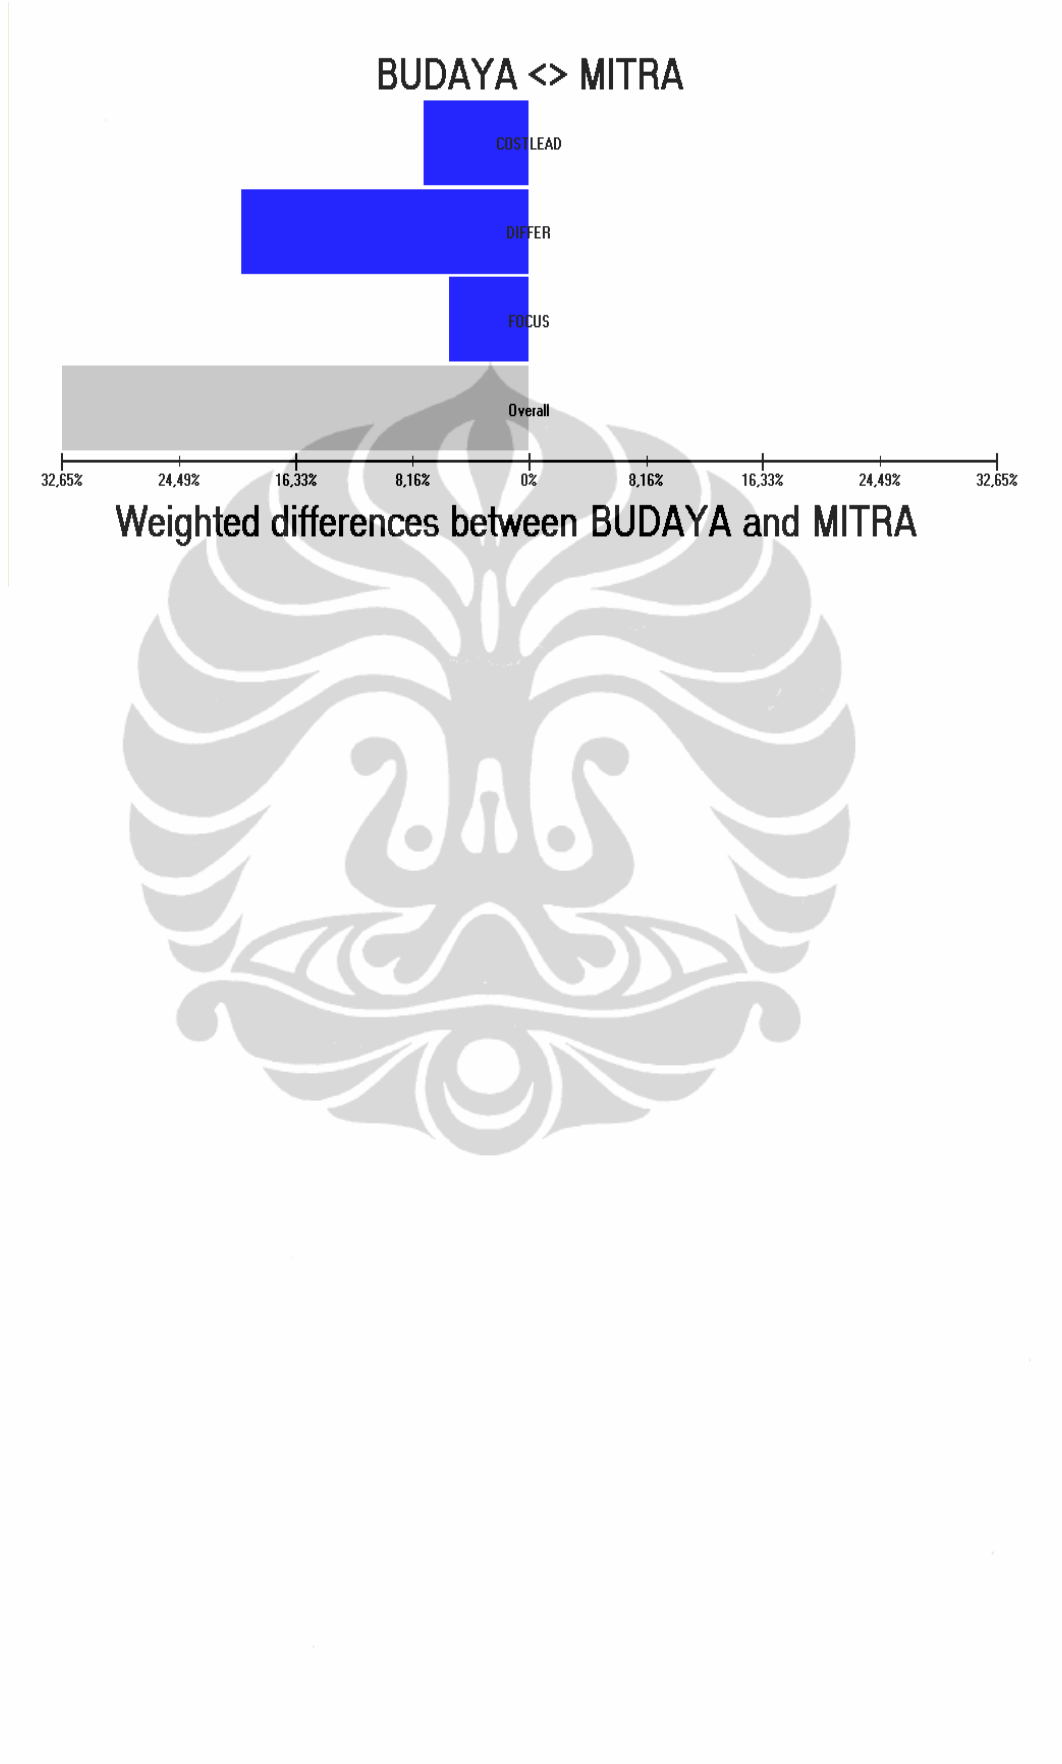 BUDAYA <> MITRA
COSTLEAD
DIFFER
FOCUS
Overall
32,65% 24,49% 16,33% 8,16% 0% 8,16% 16,33% 24,49% 32,65%
Weighted differences between BUDAYA and MITRA